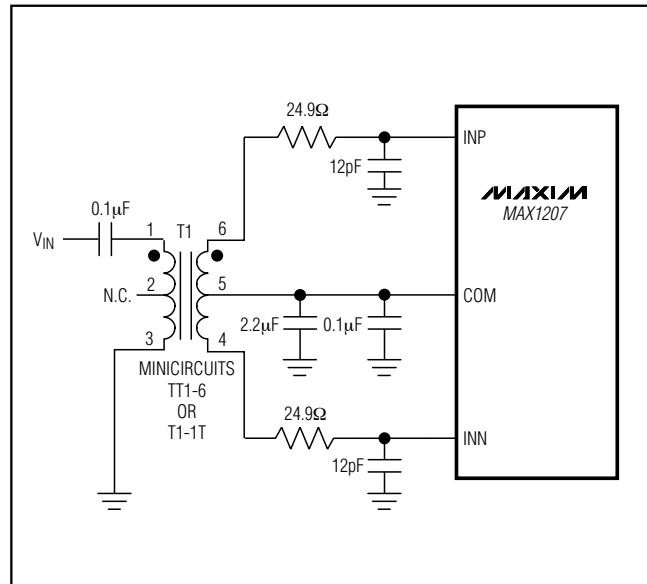 24.9Ω
INP
12pF
MAXIM
MAX1207
0.1μF
1
T1
6
VIN
2
5
N.C.
COM
2.2μF
0.1μF
3
4
MINICIRCUITS
TT1-6
OR
T1-1T
24.9Ω
INN
12pF